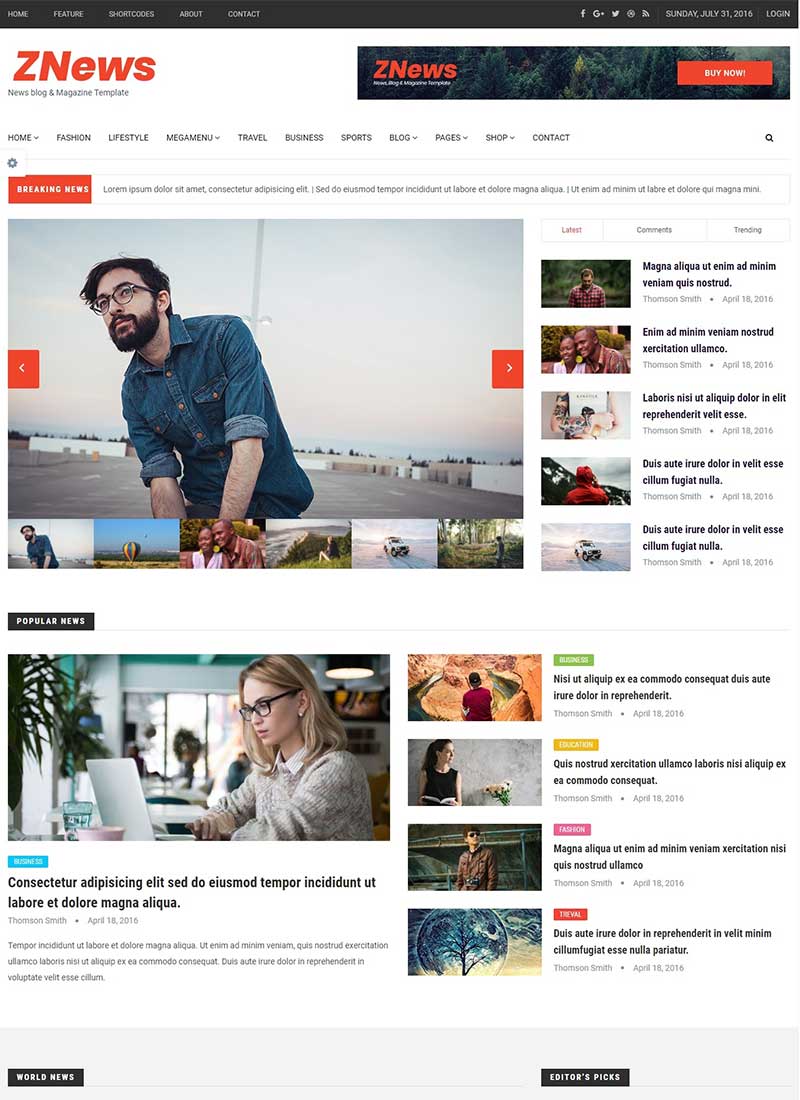 HOME FEATURE SHORTCODES ABOUT CONTACT SUNDAY, JULY 31, 2016 LOGIN
ZNews
News blog & Magazine Template
ZNews
News, Blog & Magazine Template
BUY NOW!
HOME FASHION LIFESTYLE MEGAMENU TRAVEL BUSINESS SPORTS BLOG PAGES SHOP CONTACT
BREAKING NEWS Lorem ipsum dolor sit amet, consectetur adipisicing elit. | Sed do eiusmod tempor incididunt ut labore et dolore magna aliqua. | Ut enim ad minim ut labre et dolore qui magna mini.
Latest Comments Trending
Magna aliqua ut enim ad minim
veniam quis nostrud.
Thomson Smith • April 18, 2016
Enim ad minim veniam nostrud
xercitation ullamco.
Thomson Smith • April 18, 2016
Laboris nisi ut aliquip dolor in elit
reprehenderit velit esse.
Thomson Smith • April 18, 2016
Duis aute irure dolor in velit esse
cillum fugiat nulla.
Thomson Smith • April 18, 2016
Duis aute irure dolor in velit esse
cillum fugiat nulla.
Thomson Smith • April 18, 2016
POPULAR NEWS
BUSINESS
Consectetur adipisicing elit sed do eiusmod tempor incididunt ut
labore et dolore magna aliqua.
Thomson Smith • April 18, 2016
Tempor incididunt ut labore et dolore magna aliqua. Ut enim ad minim veniam, quis nostrud exercitation
ullamco laboris nisi ut aliquip ex ea commodo consequat. Duis aute irure dolor in reprehenderit in
voluptate velit esse cillum.
BUSINESS
Nisi ut aliquip ex ea commodo consequat duis aute
irure dolor in reprehenderit.
Thomson Smith • April 18, 2016
EDUCATION
Quis nostrud xercitation ullamco laboris nisi aliquip ex
ea commodo consequat.
Thomson Smith • April 18, 2016
FASHION
Magna aliqua ut enim ad minim veniam xercitation nisi
quis nostrud ullamco
Thomson Smith • April 18, 2016
TREVAL
Duis aute irure dolor in reprehenderit in velit minim
cillumfugiat esse nulla pariatur.
Thomson Smith • April 18, 2016
WORLD NEWS
EDITOR'S PICKS